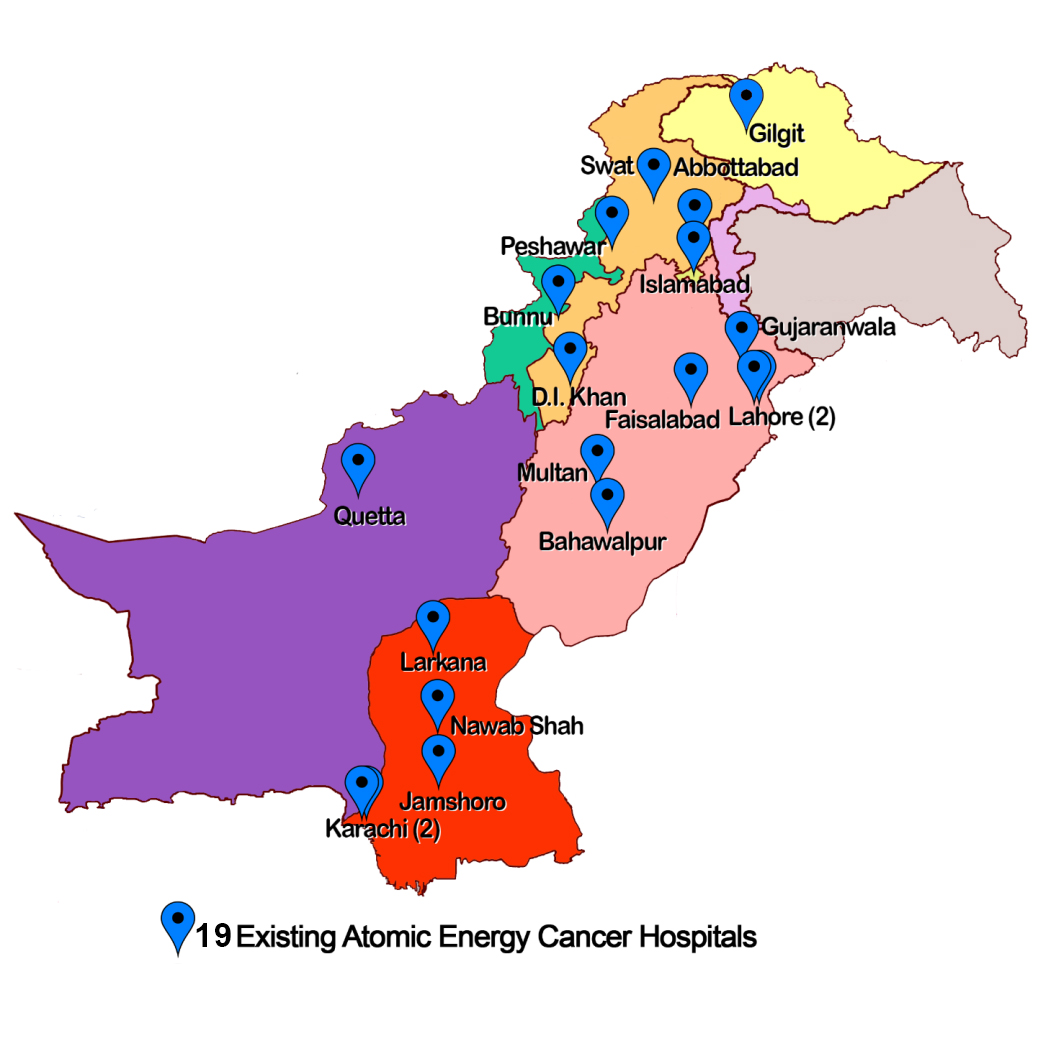 Gilgit
Swat
Abbottabad
Peshawar
Islamabad
Bunnu
Gujaranwala
D.I. Khan
Faisalabad
Lahore (2)
Multan
Quetta
Bahawalpur
Larkana
Nawab Shah
Jamshoro
Karachi (2)
19 Existing Atomic Energy Cancer Hospitals